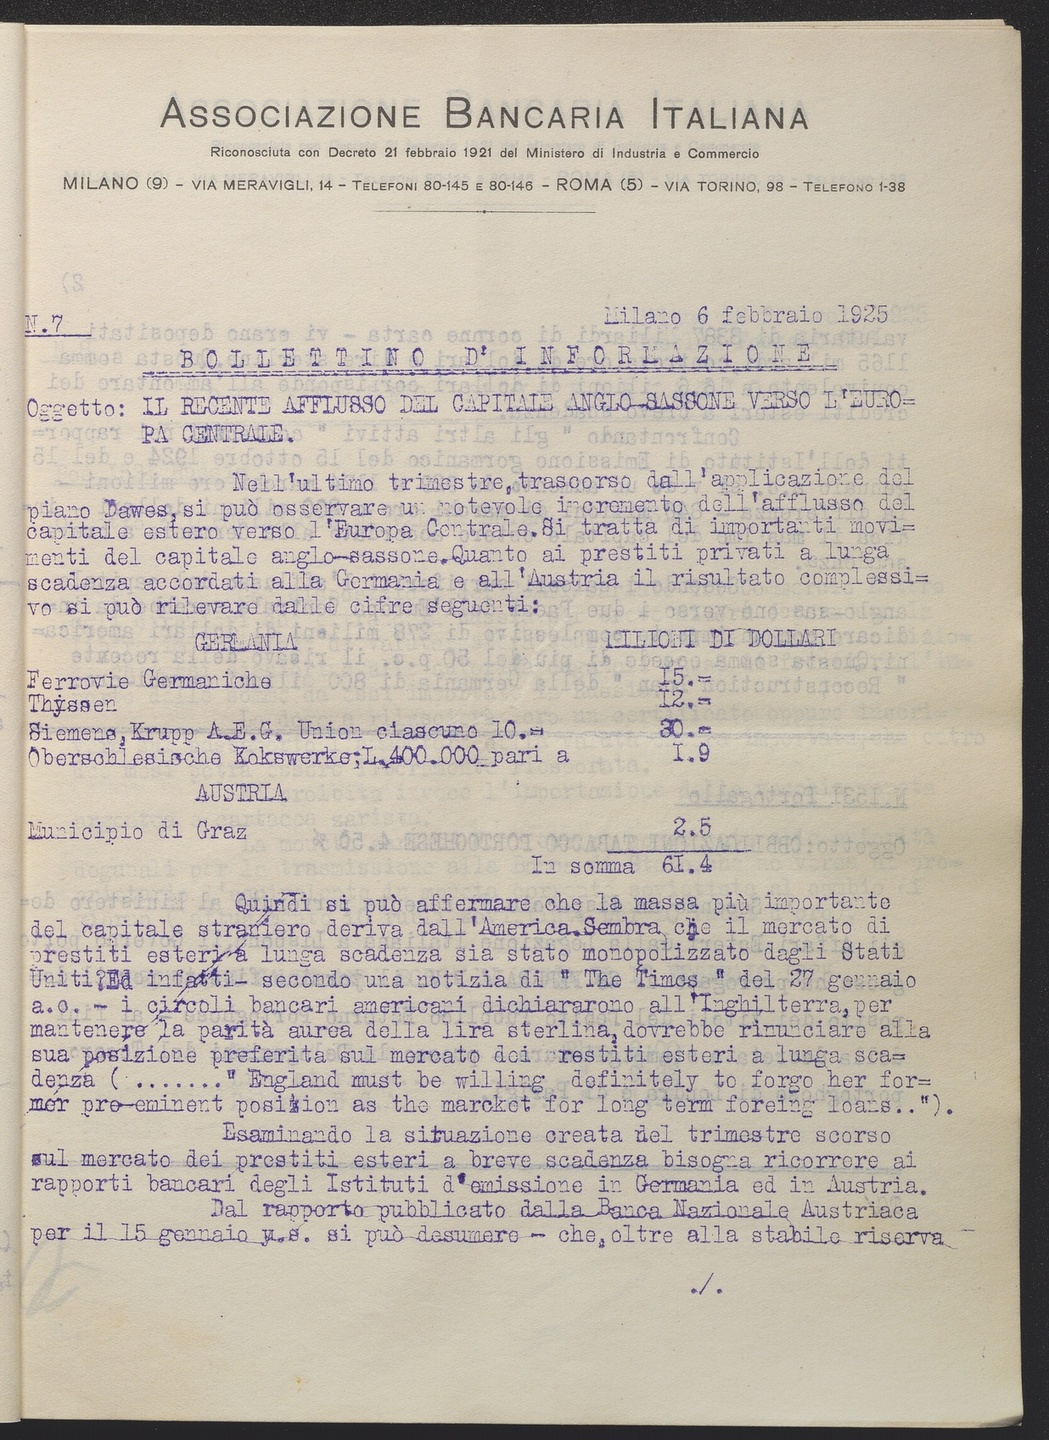 ASSOCIAZIONE BANCARIA ITALIANA
Riconosciuta con Decreto 21 febbraio 1921 del Ministero di Industria e Commercio
MILANO (9) – VIA MERAVIGLI, 14 – TELEFONI 80-145 E 80-146 – ROMA (5) – VIA TORINO, 98 – TELEFONO 1-38
N.7
Milano 6 febbraio 1925
BOLLETTINO D'INFORMAZIONE
Oggetto: IL RECENTE AFFLUSSO DEL CAPITALE ANGLO-SASSONE VERSO L'EURO=
PA CENTRALE.
Nell'ultimo trimestre,trascorso dall'applicazione del
piano Dawes,si può osservare un notevole incremento dell'afflusso del
capitale estero verso l'Europa Centrale.Si tratta di importanti movi=
menti del capitale anglo-sassone.Quanto ai prestiti privati a lunga
scadenza accordati alla Germania e all'Austria il risultato complessi=
vo si può rilevare dalle cifre seguenti:
GERMANIA MILIONI DI DOLLARI
Ferrovie Germaniche 15.=
Thyssen 12.=
Siemens,Krupp A.E.G. Union ciascuno 10.= 30.=
Oberschlesische Kokswerke;L.400.000 pari a 1.9
AUSTRIA
Municipio di Graz 2.5
In somma 61.4
Quindi si può affermare che la massa più importante
del capitale straniero deriva dall'America.Sembra che il mercato di
prestiti esteri a lunga scadenza sia stato monopolizzato dagli Stati
Uniti.Ed infatti- secondo una notizia di " The Times " del 27 gennaio
a.c. - i circoli bancari americani dichiararono all'Inghilterra,per
mantenere la parità aurea della lira sterlina,dovrebbe rinunciare alla
sua posizione preferita sul mercato dei prestiti esteri a lunga sca=
denza ( ......." England must be willing definitely to forgo her for=
mer pre-eminent position as the marcket for long term foreing loans..").
Esaminando la situazione creata nel trimestre scorso
sul mercato dei prestiti esteri a breve scadenza bisogna ricorrere ai
rapporti bancari degli Istituti d'emissione in Germania ed in Austria.
Dal rapporto pubblicato dalla Banca Nazionale Austriaca
per il 15 gennaio u.s. si può desumere - che,oltre alla stabile riserva
./.